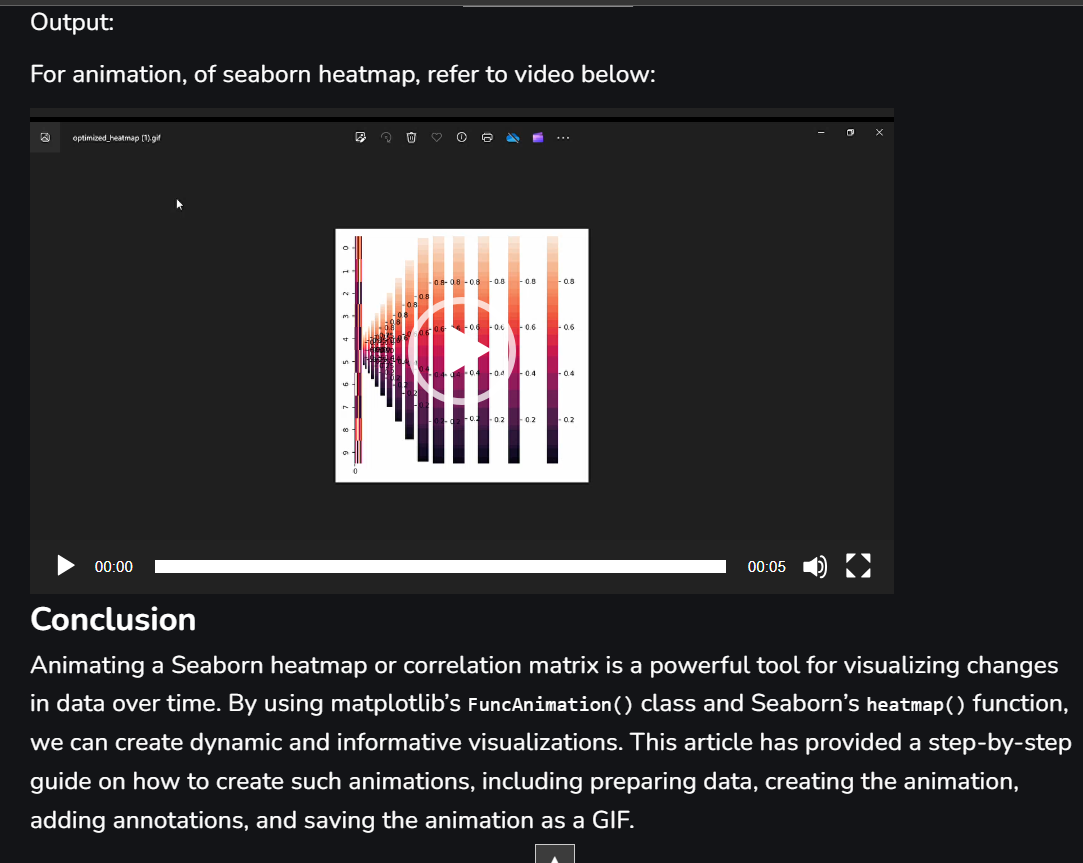 Output:
For animation, of seaborn heatmap, refer to video below:
optimized_heatmap (1).gif
0
1
2
3
4
5
6
7
8
9
0
0.8 0.8 0.8 0.8 0.8 0.8
0.6 0.6 0.6 0.6
0.4 0.4 0.4 0.4
0.2 0.2 0.2 0.2
00:00
00:05
Conclusion
Animating a Seaborn heatmap or correlation matrix is a powerful tool for visualizing changes
in data over time. By using matplotlib’s FuncAnimation() class and Seaborn’s heatmap() function,
we can create dynamic and informative visualizations. This article has provided a step-by-step
guide on how to create such animations, including preparing data, creating the animation,
adding annotations, and saving the animation as a GIF.